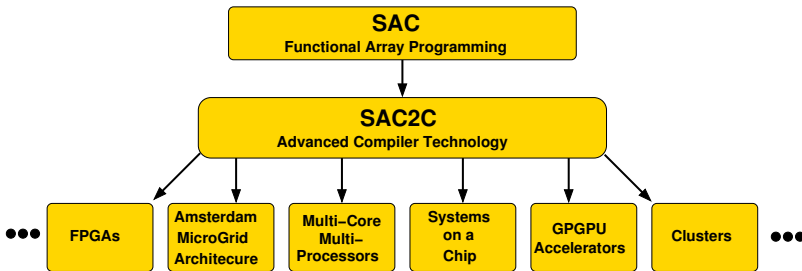 SAC
Functional Array Programming
SAC2C
Advanced Compiler Technology
FPGAs
Amsterdam
MicroGrid
Architecure
Multi−Core
Multi−
Processors
Systems
on a
Chip
GPGPU
Accelerators
Clusters